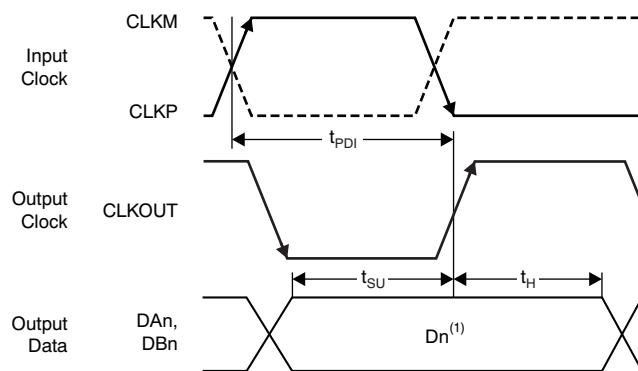 CLKM
Input
Clock
CLKP
tPDI
Output
Clock
CLKOUT
tSU
tH
Output
Data
DAn,
DBn
Dn(1)